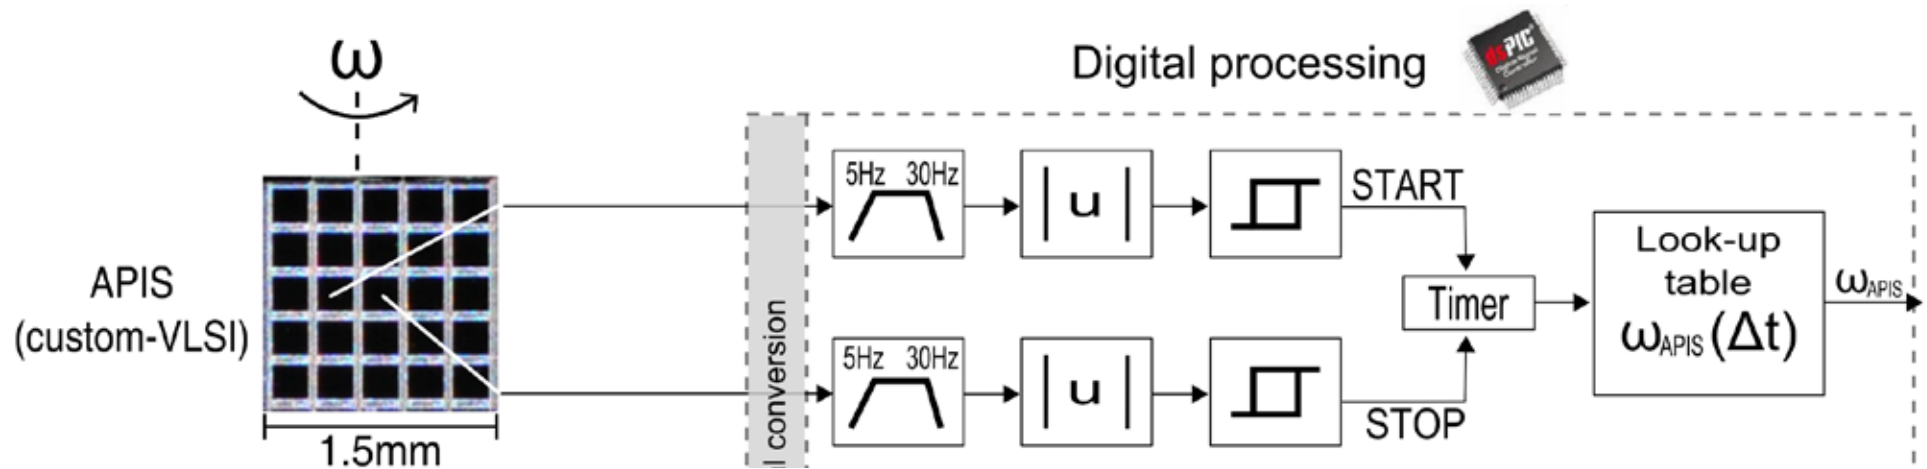 ω
Digital processing
dsPIC
APIS
(custom-VLSI)
1.5mm
l conversion
5Hz 30Hz
|u|
START
5Hz 30Hz
|u|
STOP
Timer
Look-up
table
ωAPIS (Δt)
ωAPIS